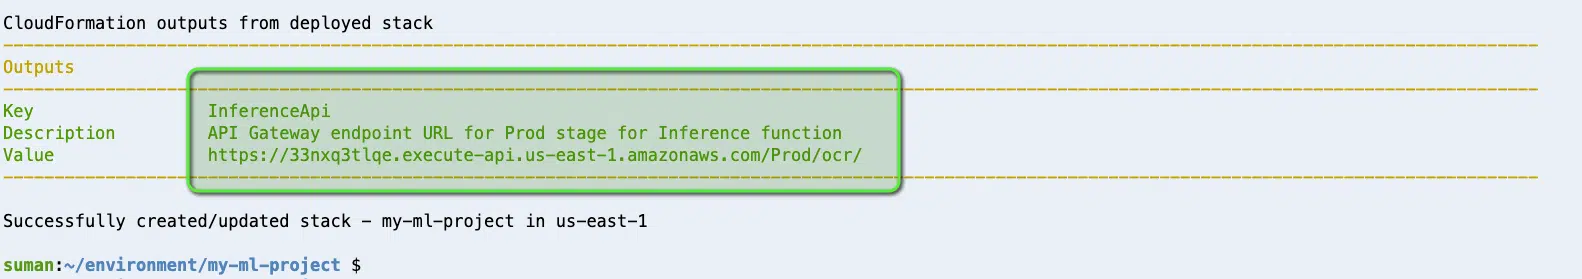 CloudFormation outputs from deployed stack
Outputs
Key InferenceApi
Description API Gateway endpoint URL for Prod stage for Inference function
Value https://33nxq3tlqe.execute-api.us-east-1.amazonaws.com/Prod/ocr/
Successfully created/updated stack - my-ml-project in us-east-1
suman:~/environment/my-ml-project $